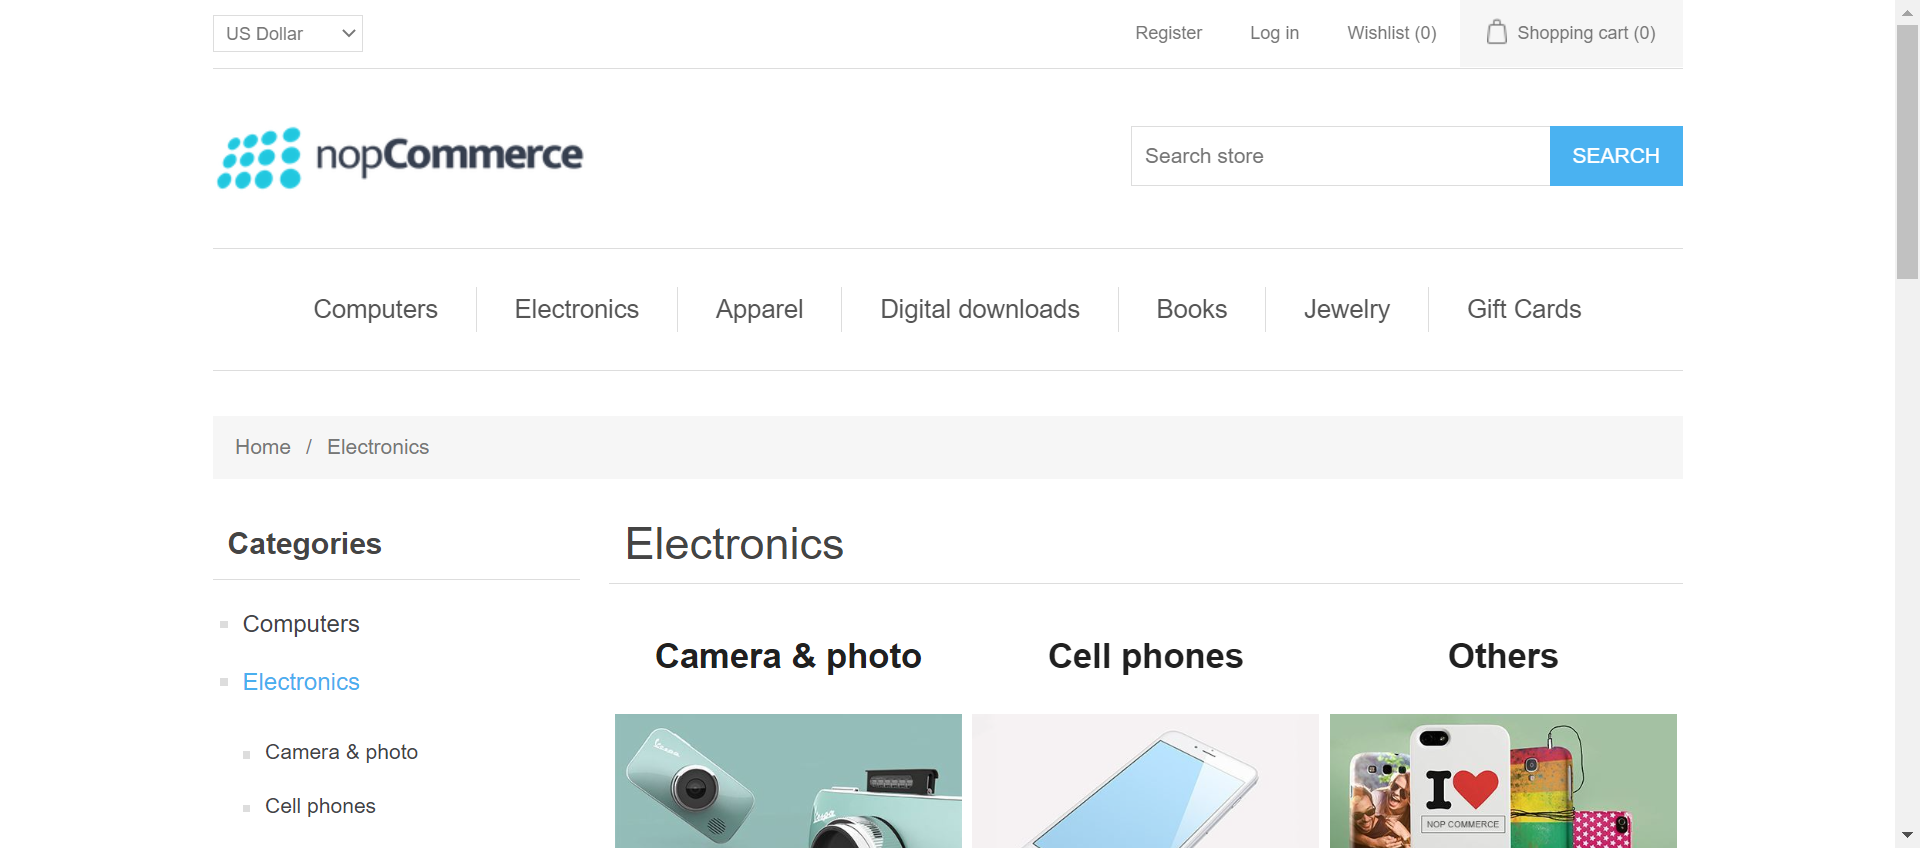 US Dollar
Register Log in Wishlist (0) Shopping cart (0)
nopCommerce
Search store SEARCH
Computers Electronics Apparel Digital downloads Books Jewelry Gift Cards
Home / Electronics
Categories
Computers
Electronics
Camera & photo
Cell phones
Electronics
Camera & photo Cell phones Others
Vespa
Vespa
I
NOP COMMERCE